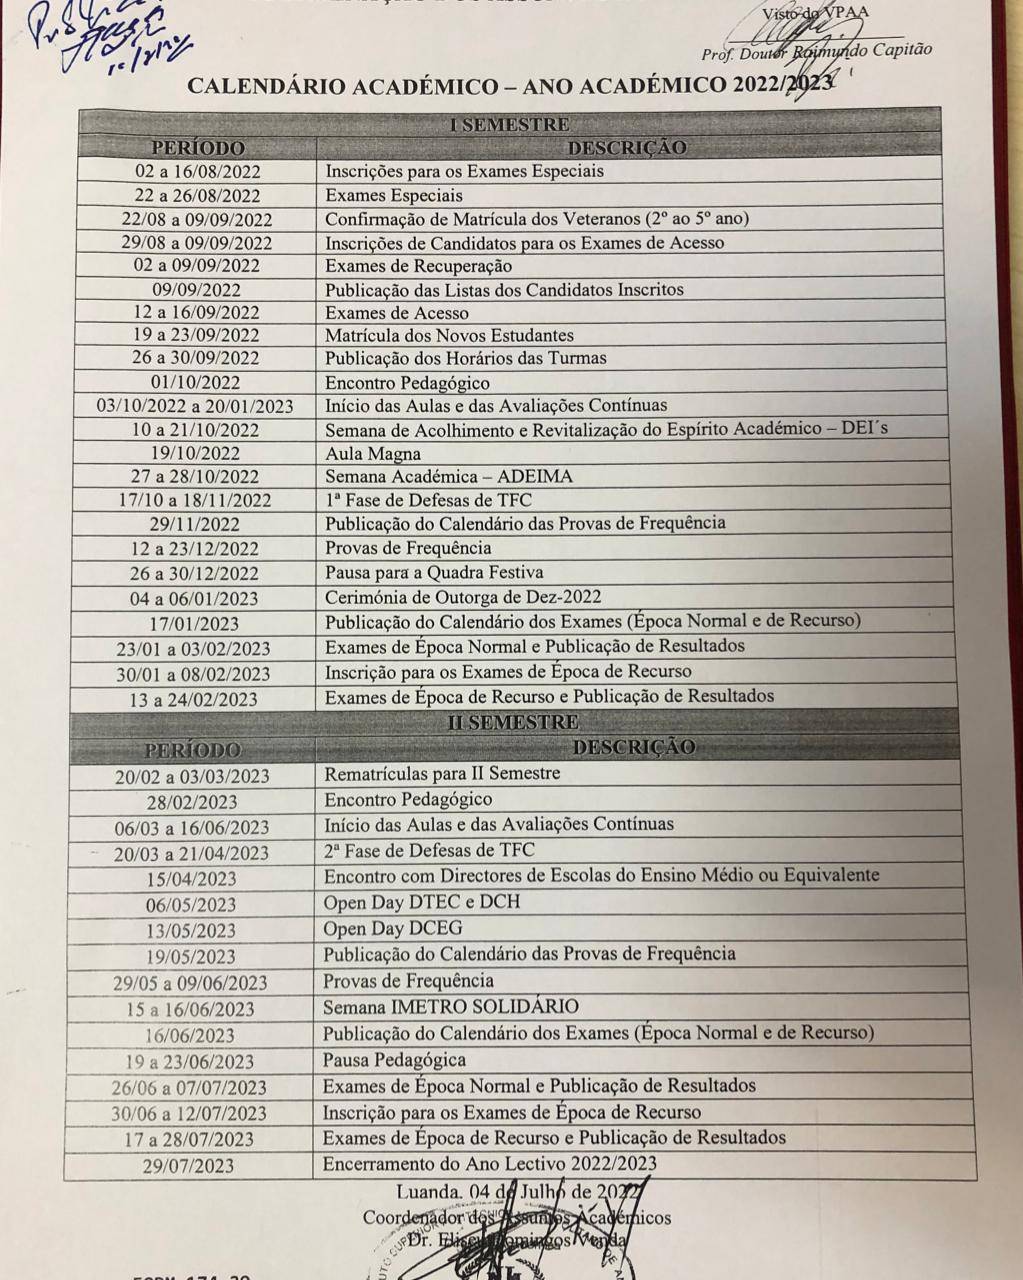 Visto do VPAA
Prof. Doutor Raimundo Capitão
CALENDÁRIO ACADÉMICO – ANO ACADÉMICO 2022/2023
I SEMESTRE
PERÍODO DESCRIÇÃO
02 a 16/08/2022 Inscrições para os Exames Especiais
22 a 26/08/2022 Exames Especiais
22/08 a 09/09/2022 Confirmação de Matrícula dos Veteranos (2º ao 5º ano)
29/08 a 09/09/2022 Inscrições de Candidatos para os Exames de Acesso
02 a 09/09/2022 Exames de Recuperação
09/09/2022 Publicação das Listas dos Candidatos Inscritos
12 a 16/09/2022 Exames de Acesso
19 a 23/09/2022 Matrícula dos Novos Estudantes
26 a 30/09/2022 Publicação dos Horários das Turmas
01/10/2022 Encontro Pedagógico
03/10/2022 a 20/01/2023 Início das Aulas e das Avaliações Contínuas
10 a 21/10/2022 Semana de Acolhimento e Revitalização do Espírito Académico – DEI´s
19/10/2022 Aula Magna
27 a 28/10/2022 Semana Académica – ADEIMA
17/10 a 18/11/2022 1ª Fase de Defesas de TFC
29/11/2022 Publicação do Calendário das Provas de Frequência
12 a 23/12/2022 Provas de Frequência
26 a 30/12/2022 Pausa para a Quadra Festiva
04 a 06/01/2023 Cerimónia de Outorga de Dez-2022
17/01/2023 Publicação do Calendário dos Exames (Época Normal e de Recurso)
23/01 a 03/02/2023 Exames de Época Normal e Publicação de Resultados
30/01 a 08/02/2023 Inscrição para os Exames de Época de Recurso
13 a 24/02/2023 Exames de Época de Recurso e Publicação de Resultados
II SEMESTRE
PERÍODO DESCRIÇÃO
20/02 a 03/03/2023 Rematrículas para II Semestre
28/02/2023 Encontro Pedagógico
06/03 a 16/06/2023 Início das Aulas e das Avaliações Contínuas
20/03 a 21/04/2023 2ª Fase de Defesas de TFC
15/04/2023 Encontro com Directores de Escolas do Ensino Médio ou Equivalente
06/05/2023 Open Day DTEC e DCH
13/05/2023 Open Day DCEG
19/05/2023 Publicação do Calendário das Provas de Frequência
29/05 a 09/06/2023 Provas de Frequência
15 a 16/06/2023 Semana IMETRO SOLIDÁRIO
16/06/2023 Publicação do Calendário dos Exames (Época Normal e de Recurso)
19 a 23/06/2023 Pausa Pedagógica
26/06 a 07/07/2023 Exames de Época Normal e Publicação de Resultados
30/06 a 12/07/2023 Inscrição para os Exames de Época de Recurso
17 a 28/07/2023 Exames de Época de Recurso e Publicação de Resultados
29/07/2023 Encerramento do Ano Lectivo 2022/2023
Luanda. 04 de Julho de 2022
Coordenador dos Assuntos Académicos
Dr.